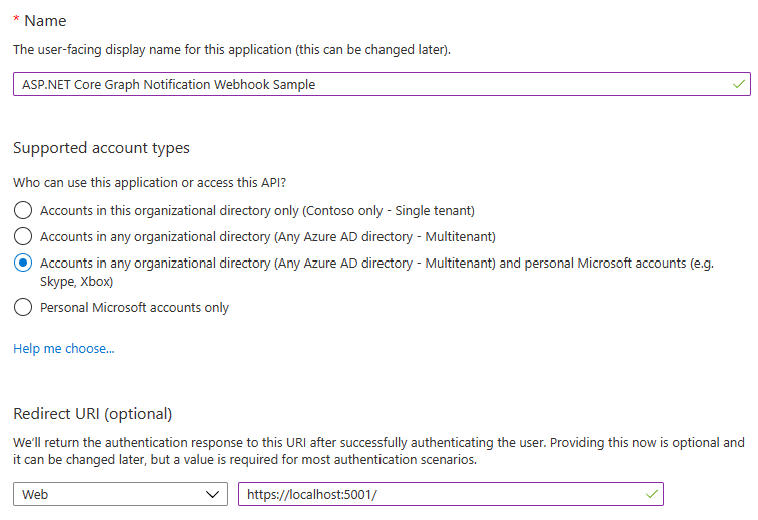 * Name
The user-facing display name for this application (this can be changed later).
ASP.NET Core Graph Notification Webhook Sample
Supported account types
Who can use this application or access this API?
Accounts in this organizational directory only (Contoso only - Single tenant)
Accounts in any organizational directory (Any Azure AD directory - Multitenant)
Accounts in any organizational directory (Any Azure AD directory - Multitenant) and personal Microsoft accounts (e.g.
Skype, Xbox)
Personal Microsoft accounts only
Help me choose...
Redirect URI (optional)
We'll return the authentication response to this URI after successfully authenticating the user. Providing this now is optional and
it can be changed later, but a value is required for most authentication scenarios.
Web
https://localhost:5001/